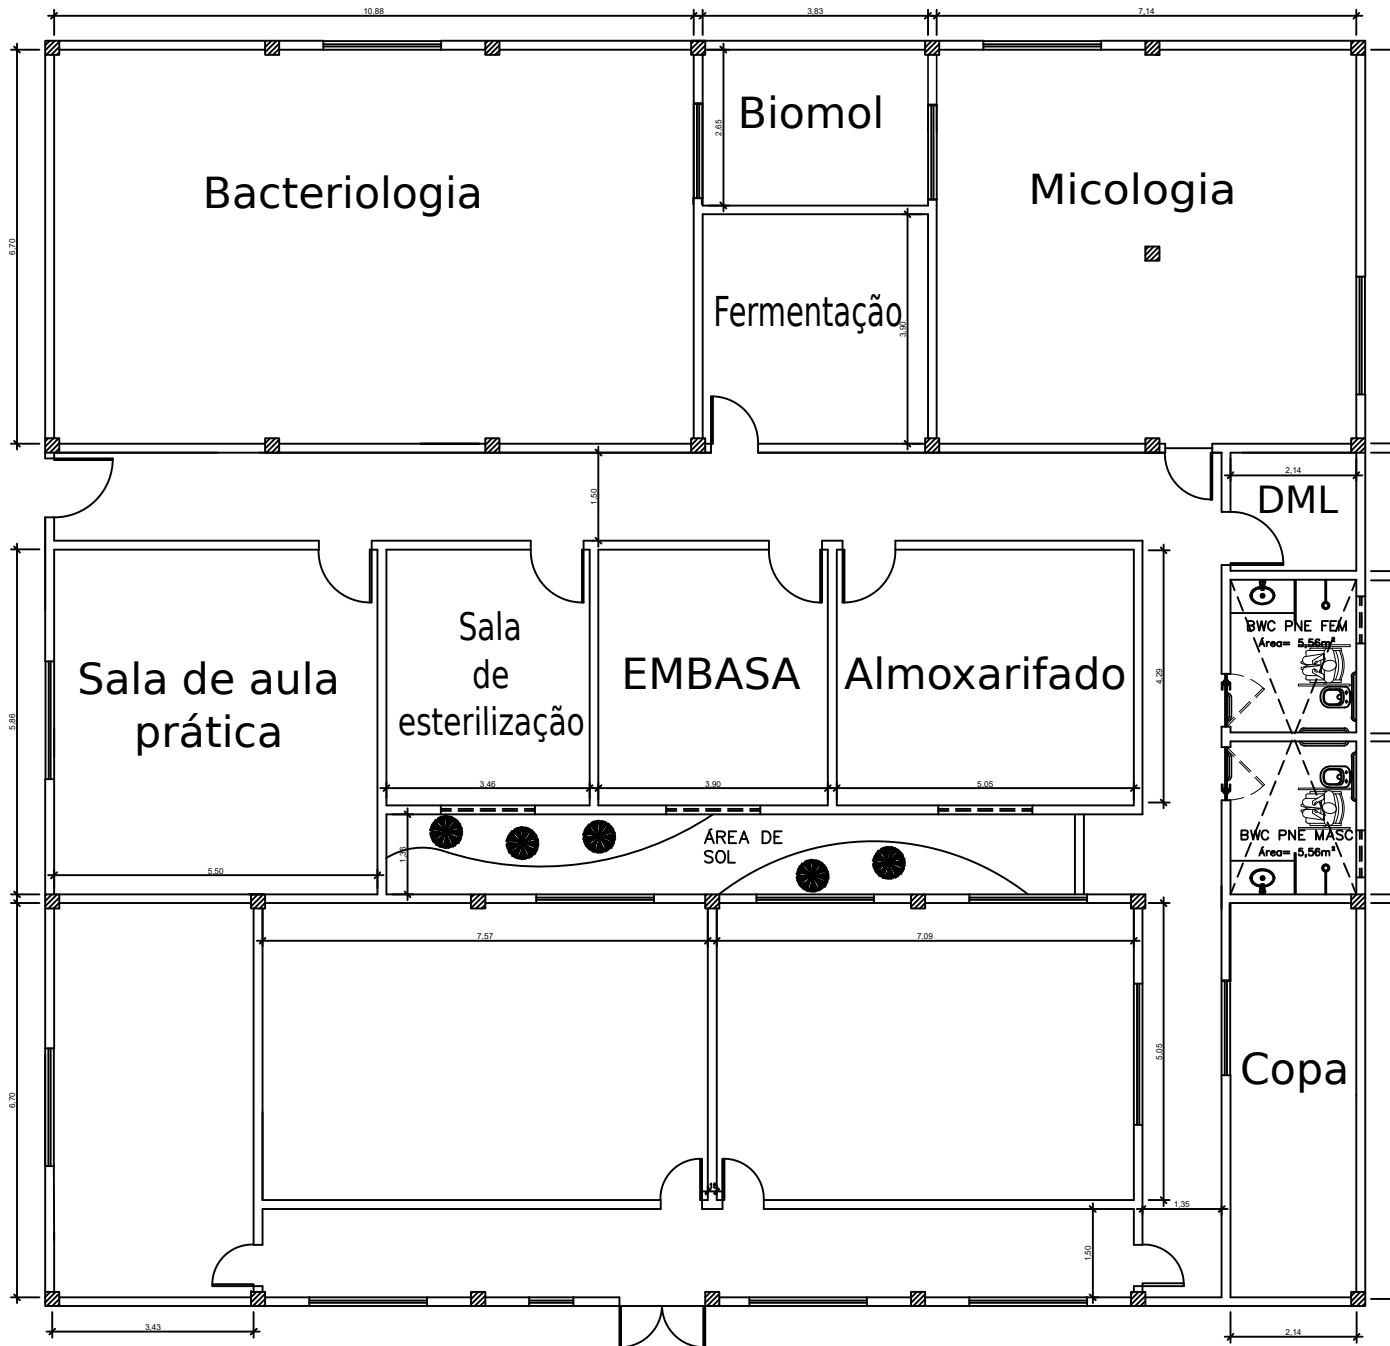 10,88
3,83
7,14
6,70
Bacteriologia
2,65
Biomol
Micologia
Fermentação
3,90
1,50
2,14
DML
5,86
Sala de aula
prática
5,50
Sala
de
esterilização
3,46
EMBASA
3,90
Almoxarifado
5,05
4,29
BWC PNE FEM
Área= 5,56m²
BWC PNE MASC
Área= 5,56m²
ÁREA DE
SOL
7,57
7,09
6,70
5,05
Copa
1,35
1,50
3,43
2,14